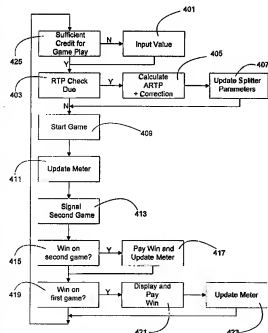 401
Sufficient
Credit for
Game Play
N
Input Value
425
Y
405
407
RTP Check
Due
Y
Calculate
ARTP
+ Correction
Update Splitter
Parameters
403
N
Start Game
409
Update Meter
411
Signal
Second Game
413
Win on
second game?
Y
Pay Win and
Update Meter
415
417
Win on
first game?
Y
Display and
Pay
Win
Update Meter
419
421
423